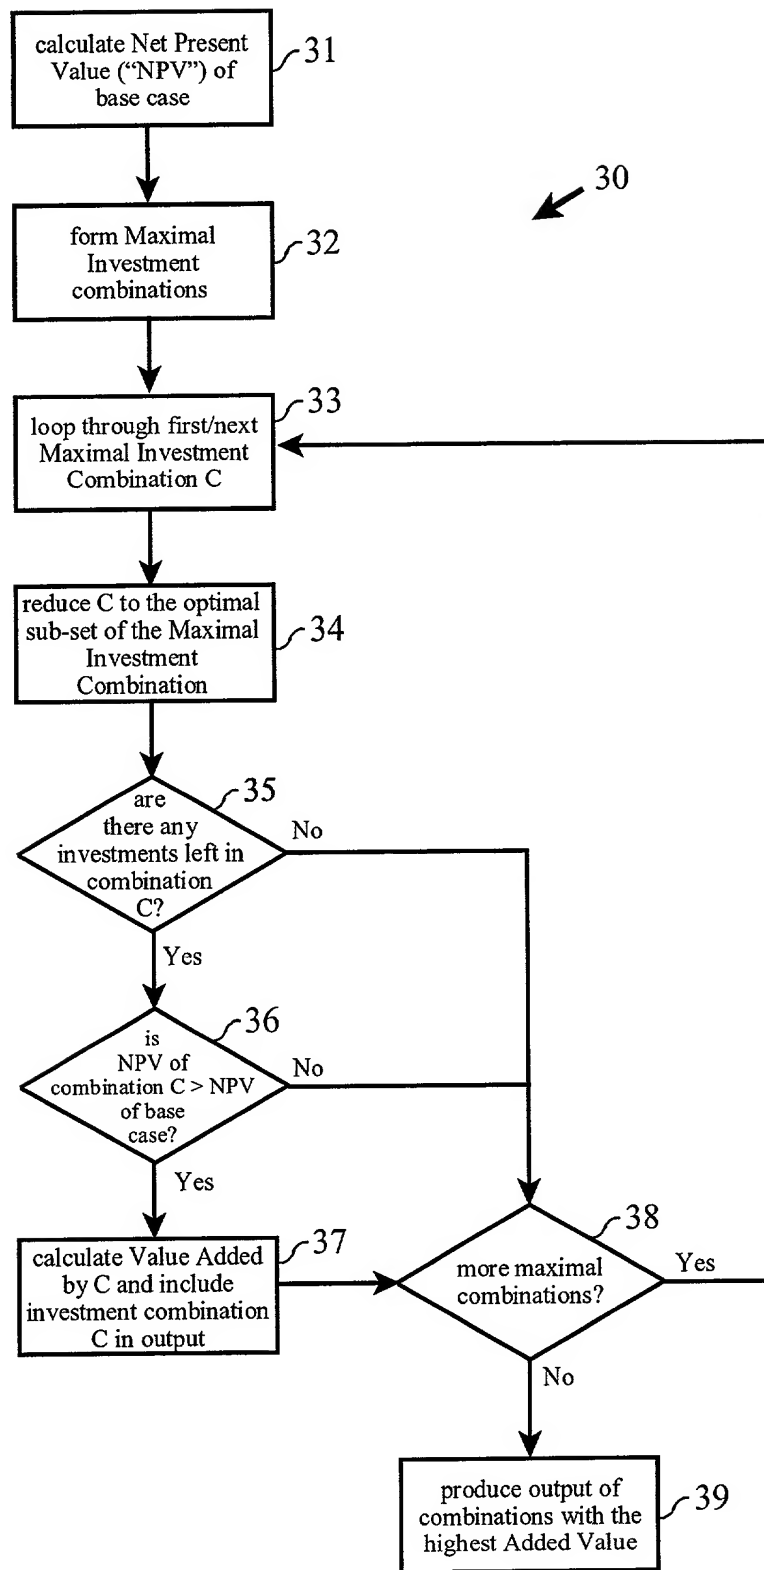 calculate Net Present
Value (“NPV”) of
base case
31
30
form Maximal
Investment
combinations
32
33
loop through first/next
Maximal Investment
Combination C
reduce C to the optimal
sub-set of the Maximal
Investment
Combination
34
35
are
there any
investments left in
combination
C?
No
Yes
36
is
NPV of
combination C > NPV
of base
case?
No
Yes
37
calculate Value Added
by C and include
investment combination
C in output
38
more maximal
combinations?
Yes
No
produce output of
combinations with the
highest Added Value
39